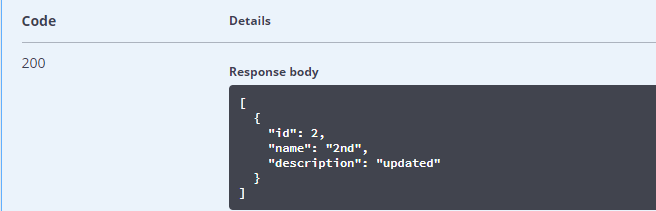 Code Details
200
Response body
[
  {
    "id": 2,
    "name": "2nd",
    "description": "updated"
  }
]